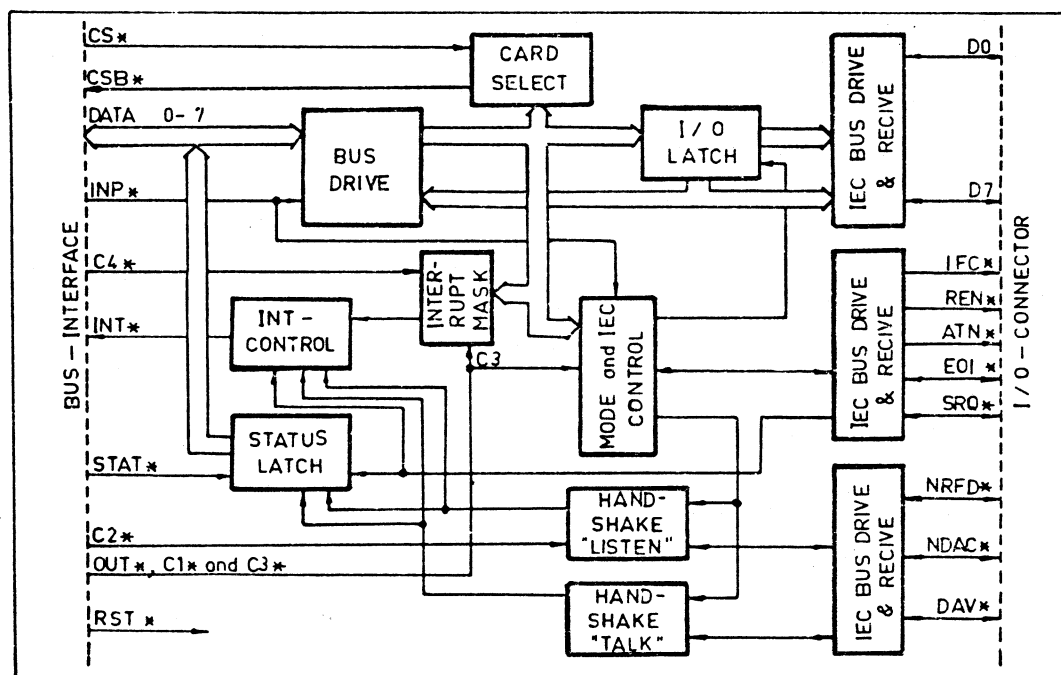 CS*
CSB*
DATA 0-7
INP*
C4*
INT*
STAT*
C2*
OUT*, C1* and C3*
RST*
BUS-INTERFACE
CARD
SELECT
BUS
DRIVE
I/O
LATCH
INTER-
RUPT
MASK
INT-
CONTROL
C3
MODE and IEC
CONTROL
STATUS
LATCH
HAND-
SHAKE
"LISTEN"
HAND-
SHAKE
"TALK"
IEC BUS DRIVE
& RECIVE
IEC BUS DRIVE
& RECIVE
IEC BUS DRIVE
& RECIVE
D0
D7
IFC*
REN*
ATN*
EOI*
SRQ*
NRFD*
NDAC*
DAV*
I/O-CONNECTOR